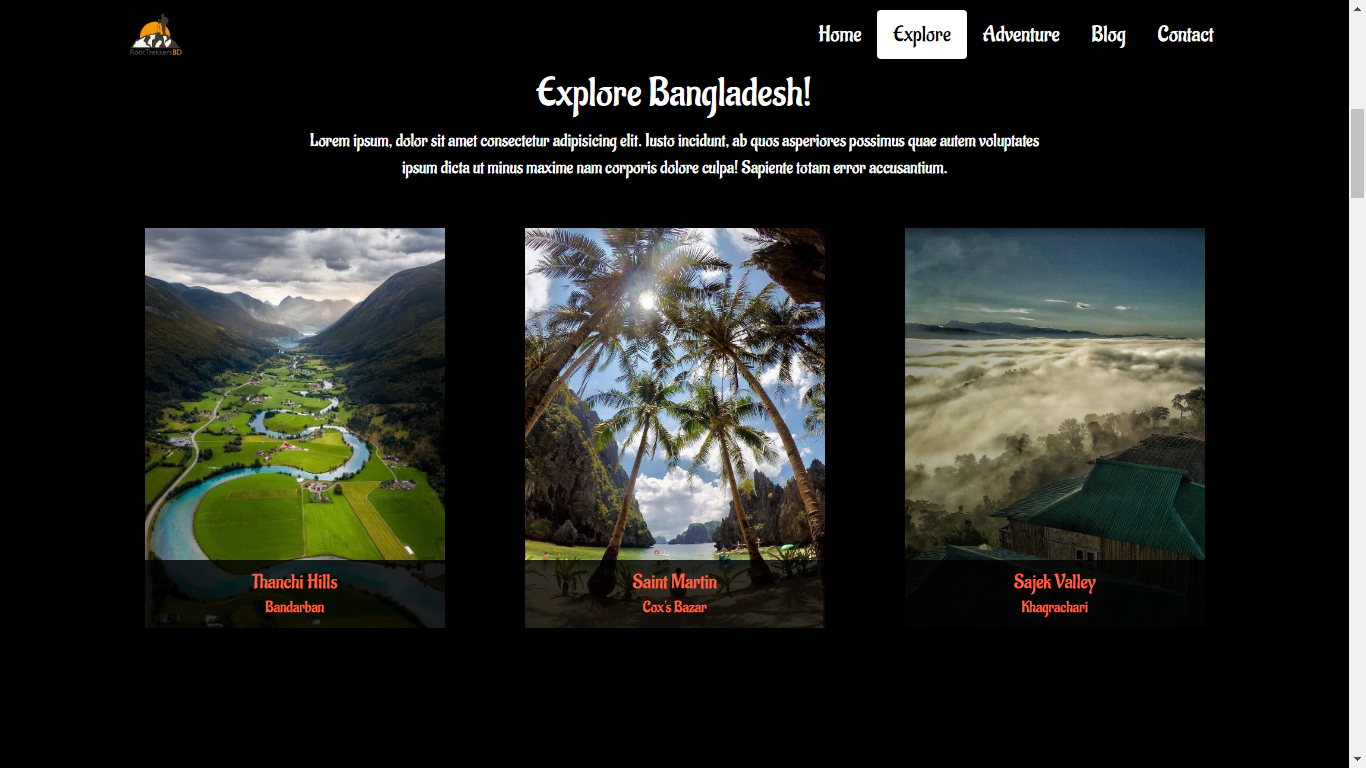 RootTrekkersBD
Home Explore Adventure Blog Contact
Explore Bangladesh!
Lorem ipsum, dolor sit amet consectetur adipisicing elit. Iusto incidunt, ab quos asperiores possimus quae autem voluptates
ipsum dicta ut minus maxime nam corporis dolore culpa! Sapiente totam error accusantium.
Thanchi Hills
Bandarban
Saint Martin
Cox's Bazar
Sajek Valley
Khagrachari